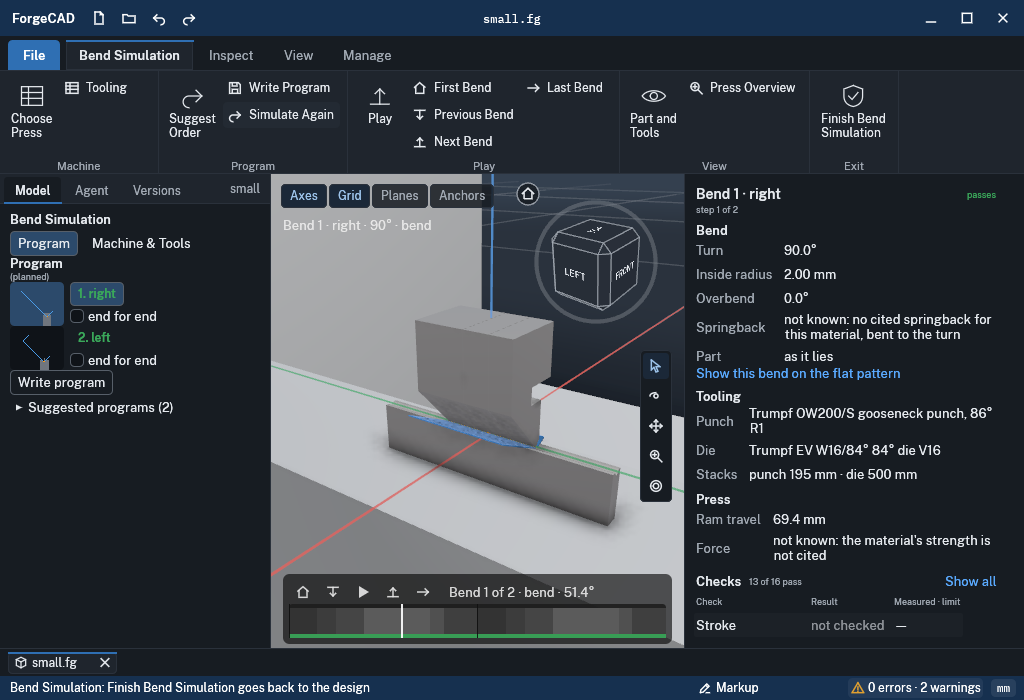 ForgeCAD
small.fg
File
Bend Simulation
Inspect
View
Manage
Choose Press
Tooling
Machine
Suggest Order
Write Program
Simulate Again
Program
Play
First Bend
Previous Bend
Next Bend
Last Bend
Play
Part and Tools
Press Overview
View
Finish Bend Simulation
Exit
Model
Agent
Versions
small
Bend Simulation
Program
Machine & Tools
Program
(planned)
1. right
end for end
2. left
end for end
Write program
Suggested programs (2)
Axes
Grid
Planes
Anchors
Bend 1 · right · 90° · bend
LEFT
FRONT
Bend 1 of 2 · bend · 51.4°
Bend 1 · right
passes
step 1 of 2
Bend
Turn 90.0°
Inside radius 2.00 mm
Overbend 0.0°
Springback not known: no cited springback for this material, bent to the turn
Part as it lies
Show this bend on the flat pattern
Tooling
Punch Trumpf OW200/S gooseneck punch, 86° R1
Die Trumpf EV W16/84° 84° die V16
Stacks punch 195 mm · die 500 mm
Press
Ram travel 69.4 mm
Force not known: the material's strength is not cited
Checks 13 of 16 pass Show all
Check Result Measured · limit
Stroke not checked —
small.fg
Bend Simulation: Finish Bend Simulation goes back to the design
Markup
0 errors · 2 warnings
mm